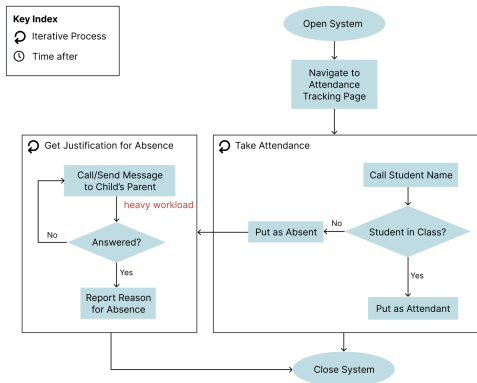 Key Index
Iterative Process
Time after
Open System
Navigate to
Attendance
Tracking Page
Get Justification for Absence
Call/Send Message
to Child's Parent
heavy workload
No
Answered?
Yes
Report Reason
for Absence
Take Attendance
Call Student Name
No
Put as Absent
Student in Class?
Yes
Put as Attendant
Close System